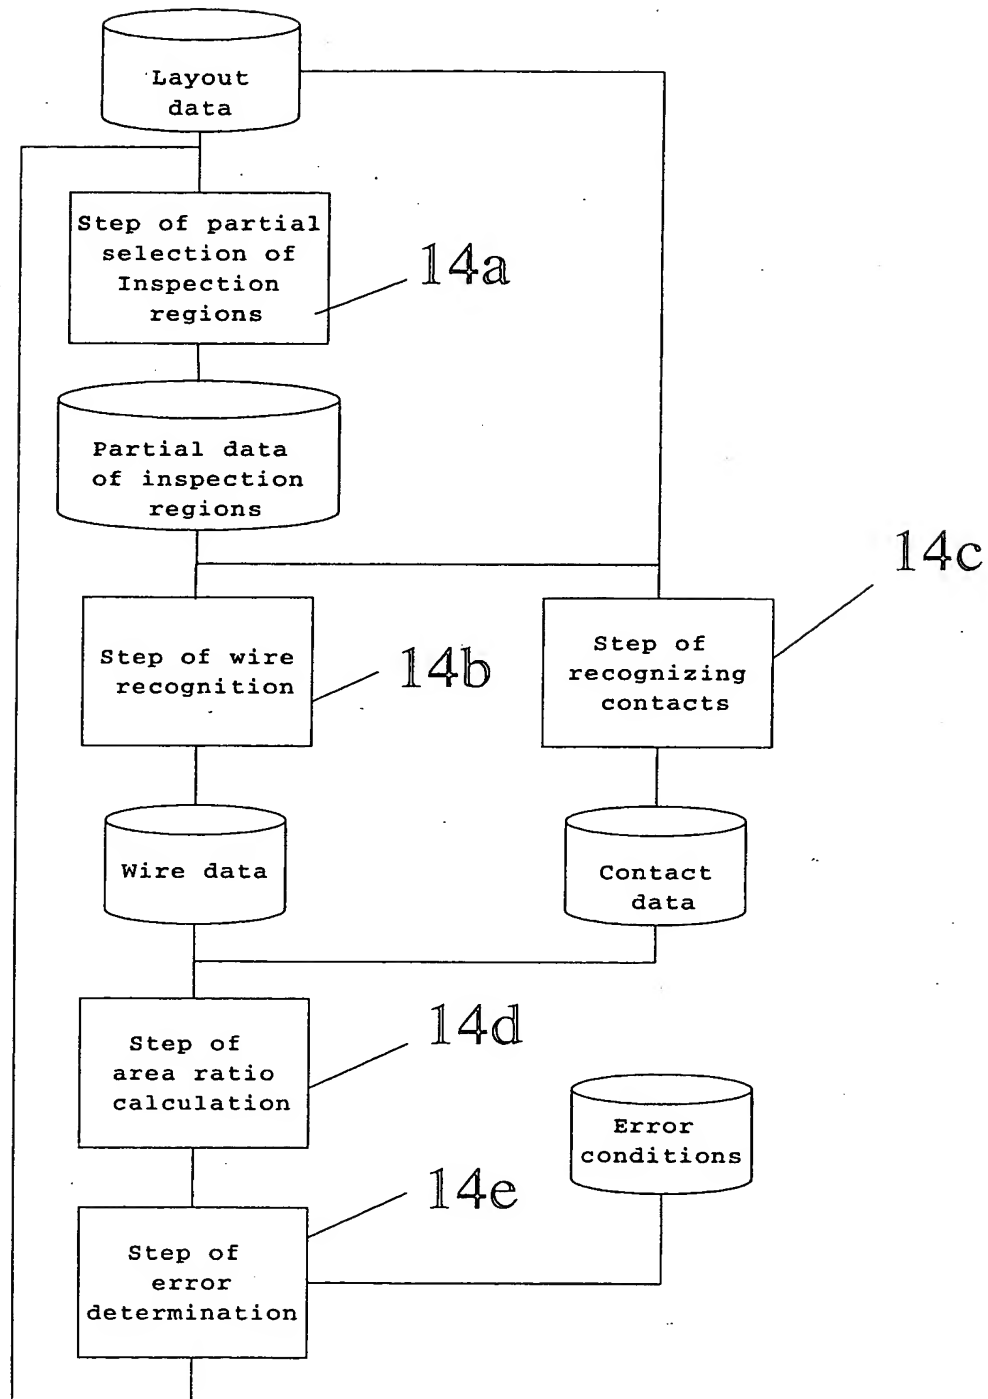 Layout
data
Step of partial
selection of
Inspection
regions
14a
Partial data
of inspection
regions
14c
Step of wire
recognition
14b
Step of
recognizing
contacts
Wire data
Contact
data
14d
Step of
area ratio
calculation
Error
conditions
14e
Step of
error
determination